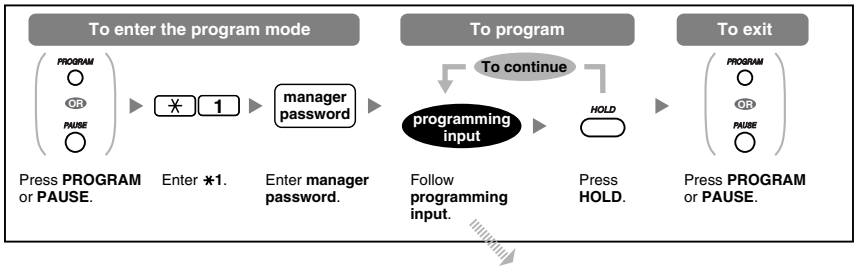 To enter the program mode
To program
To exit
PROGRAM
OR
PAUSE
✳ 1
manager
password
To continue
programming
input
HOLD
PROGRAM
OR
PAUSE
Press PROGRAM
or PAUSE.
Enter ✳1.
Enter manager
password.
Follow
programming
input.
Press
HOLD.
Press PROGRAM
or PAUSE.